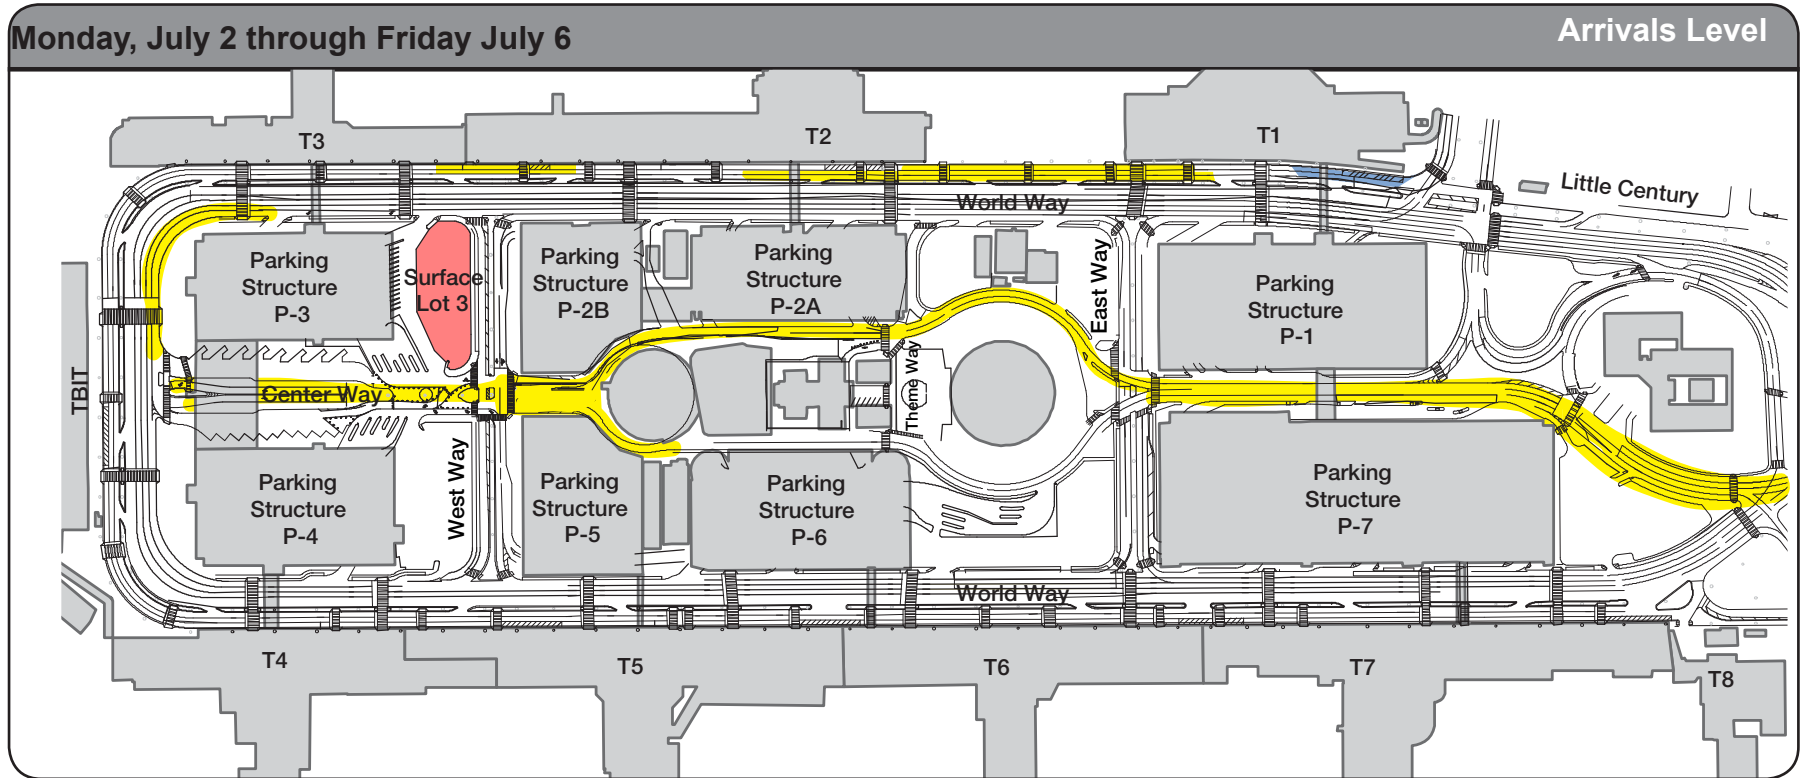 Monday, July 2 through Friday July 6
Arrivals Level
T3
T2
T1
World Way
Little Century
Parking
Structure
P-3
Surface
Lot 3
Parking
Structure
P-2B
Parking
Structure
P-2A
East Way
Parking
Structure
P-1
TBIT
Center Way
Theme Way
West Way
Parking
Structure
P-4
Parking
Structure
P-5
Parking
Structure
P-6
Parking
Structure
P-7
World Way
T4
T5
T6
T7
T8